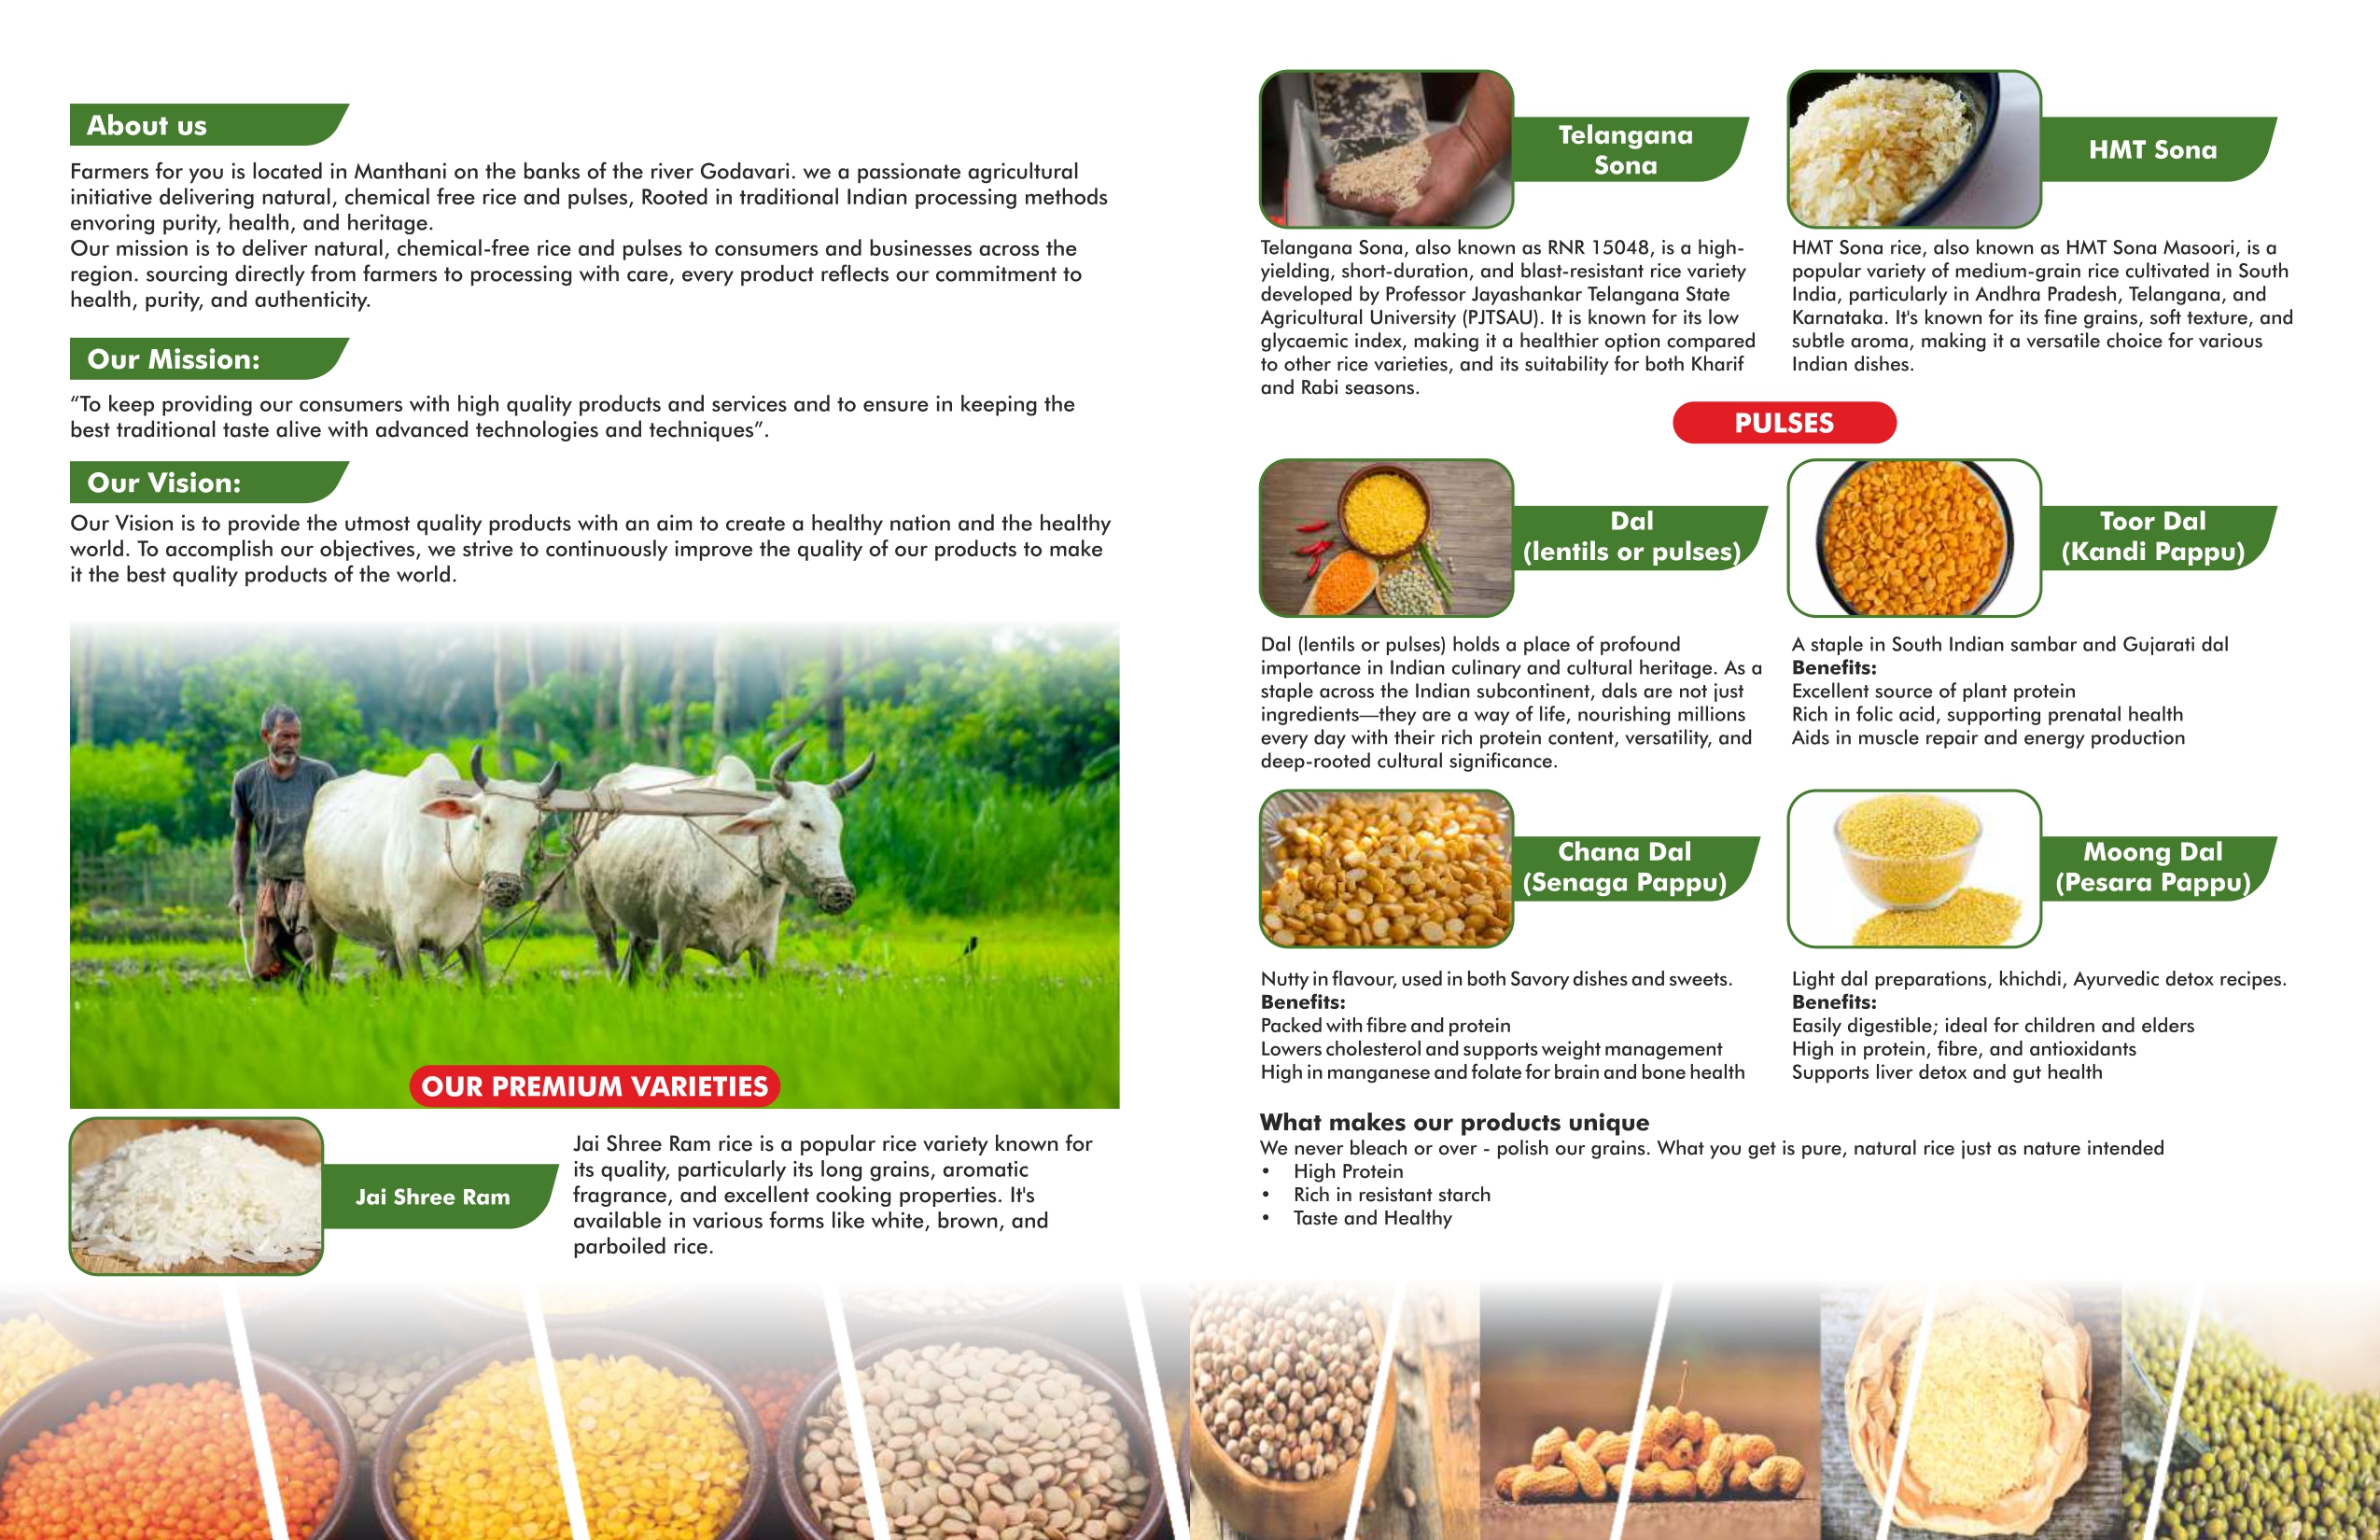 About us
Farmers for you is located in Manthani on the banks of the river Godavari. we a passionate agricultural
initiative delivering natural, chemical free rice and pulses, Rooted in traditional Indian processing methods
envoring purity, health, and heritage.
Our mission is to deliver natural, chemical-free rice and pulses to consumers and businesses across the
region. sourcing directly from farmers to processing with care, every product reflects our commitment to
health, purity, and authenticity.
Our Mission:
“To keep providing our consumers with high quality products and services and to ensure in keeping the
best traditional taste alive with advanced technologies and techniques”.
Our Vision:
Our Vision is to provide the utmost quality products with an aim to create a healthy nation and the healthy
world. To accomplish our objectives, we strive to continuously improve the quality of our products to make
it the best quality products of the world.
OUR PREMIUM VARIETIES
Jai Shree Ram
Jai Shree Ram rice is a popular rice variety known for
its quality, particularly its long grains, aromatic
fragrance, and excellent cooking properties. It's
available in various forms like white, brown, and
parboiled rice.
Telangana
Sona
Telangana Sona, also known as RNR 15048, is a high-
yielding, short-duration, and blast-resistant rice variety
developed by Professor Jayashankar Telangana State
Agricultural University (PJTSAU). It is known for its low
glycaemic index, making it a healthier option compared
to other rice varieties, and its suitability for both Kharif
and Rabi seasons.
HMT Sona
HMT Sona rice, also known as HMT Sona Masoori, is a
popular variety of medium-grain rice cultivated in South
India, particularly in Andhra Pradesh, Telangana, and
Karnataka. It's known for its fine grains, soft texture, and
subtle aroma, making it a versatile choice for various
Indian dishes.
PULSES
Dal
(lentils or pulses)
Dal (lentils or pulses) holds a place of profound
importance in Indian culinary and cultural heritage. As a
staple across the Indian subcontinent, dals are not just
ingredients—they are a way of life, nourishing millions
every day with their rich protein content, versatility, and
deep-rooted cultural significance.
Toor Dal
(Kandi Pappu)
A staple in South Indian sambar and Gujarati dal
Benefits:
Excellent source of plant protein
Rich in folic acid, supporting prenatal health
Aids in muscle repair and energy production
Chana Dal
(Senaga Pappu)
Nutty in flavour, used in both Savory dishes and sweets.
Benefits:
Packed with fibre and protein
Lowers cholesterol and supports weight management
High in manganese and folate for brain and bone health
Moong Dal
(Pesara Pappu)
Light dal preparations, khichdi, Ayurvedic detox recipes.
Benefits:
Easily digestible; ideal for children and elders
High in protein, fibre, and antioxidants
Supports liver detox and gut health
What makes our products unique
We never bleach or over - polish our grains. What you get is pure, natural rice just as nature intended
• High Protein
• Rich in resistant starch
• Taste and Healthy